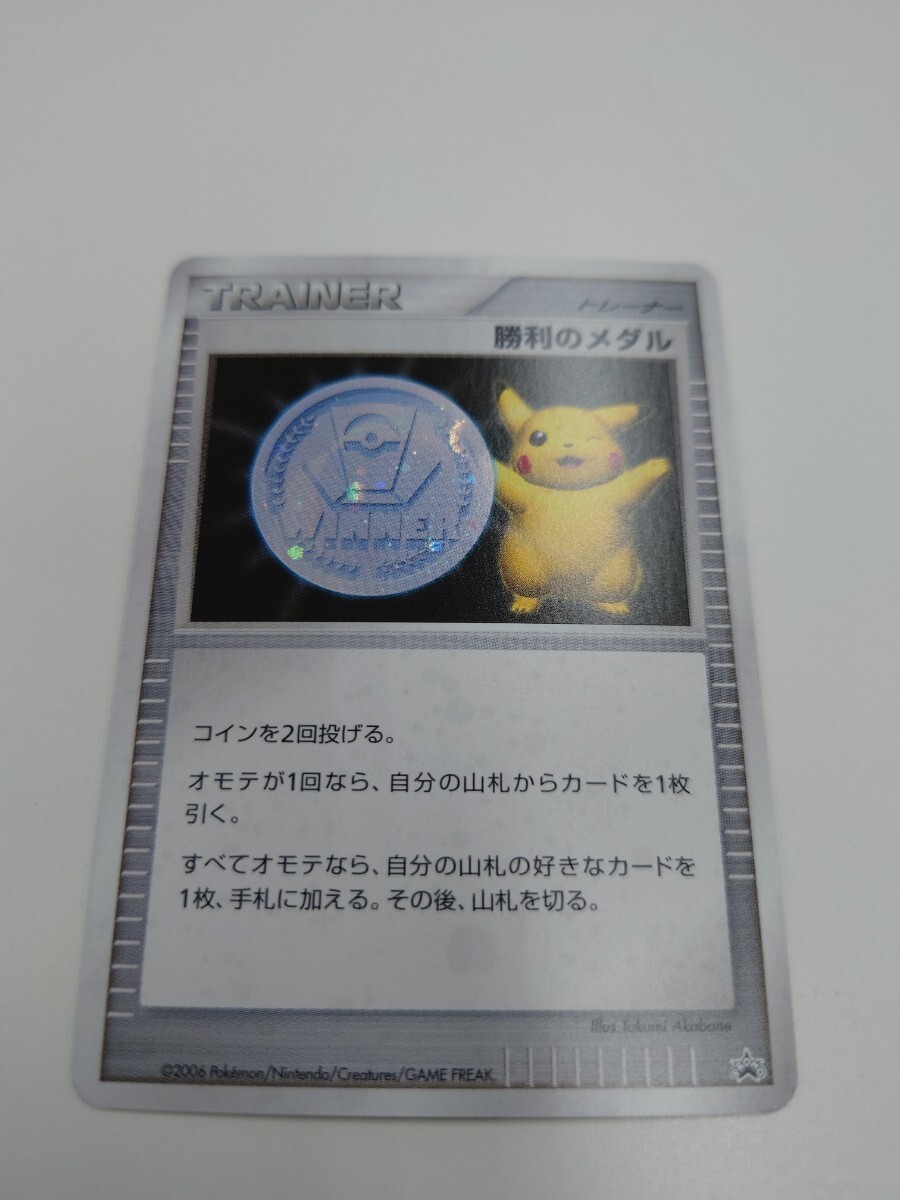 TRAINER
トレーナー
勝利のメダル
WINNER
コインを2回投げる。
オモテが1回なら、自分の山札からカードを1枚
引く。
すべてオモテなら、自分の山札の好きなカードを
1枚、手札に加える。その後、山札を切る。
Illus. Takumi Akabane
©2006 Pokémon/Nintendo/Creatures/GAME FREAK.